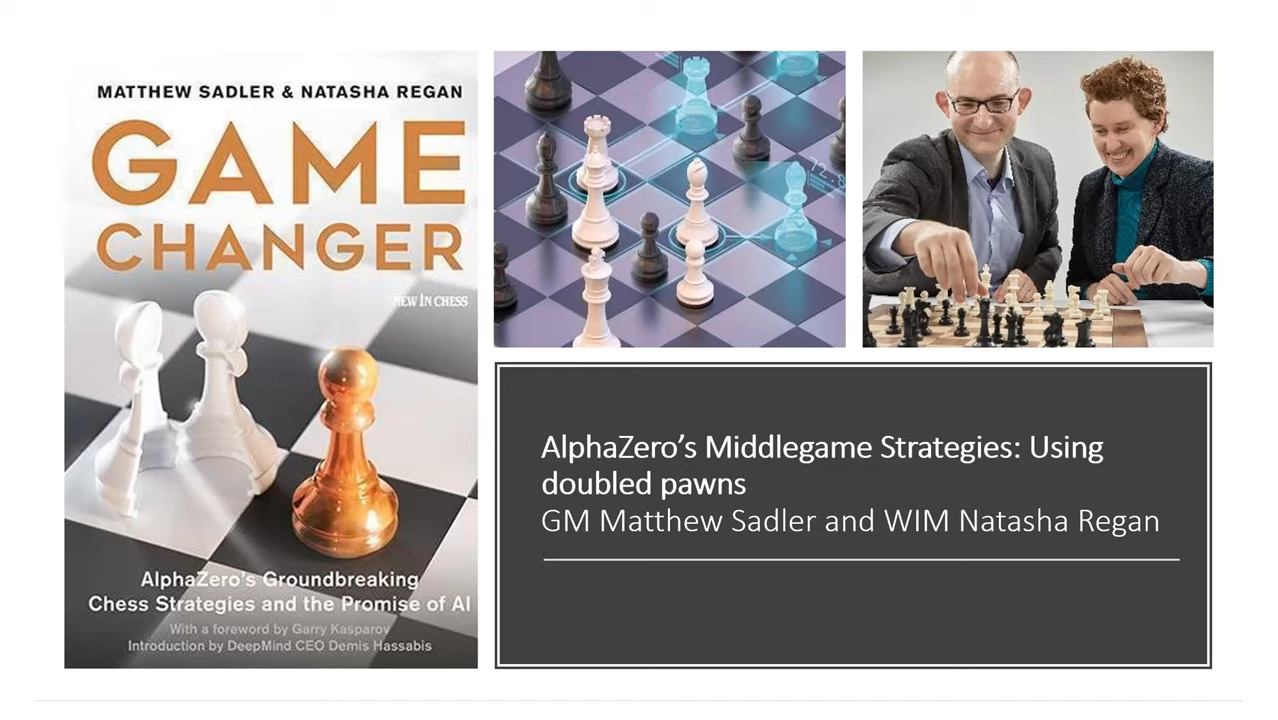 MATTHEW SADLER & NATASHA REGAN
GAME
CHANGER
NEW IN CHESS
AlphaZero's Groundbreaking
Chess Strategies and the Promise of AI
With a foreword by Garry Kasparov
Introduction by DeepMind CEO Demis Hassabis
72.8
AlphaZero’s Middlegame Strategies: Using
doubled pawns
GM Matthew Sadler and WIM Natasha Regan